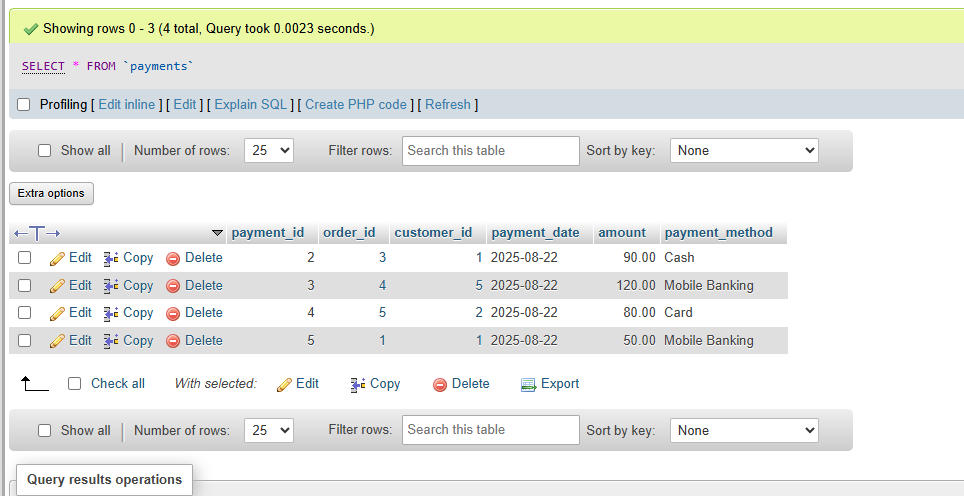 Showing rows 0 - 3 (4 total, Query took 0.0023 seconds.)
SELECT * FROM `payments`
Profiling [ Edit inline ] [ Edit ] [ Explain SQL ] [ Create PHP code ] [ Refresh ]
Show all | Number of rows: 25 Filter rows: Search this table Sort by key: None
Extra options
payment_id order_id customer_id payment_date amount payment_method
Edit Copy Delete 2 3 1 2025-08-22 90.00 Cash
Edit Copy Delete 3 4 5 2025-08-22 120.00 Mobile Banking
Edit Copy Delete 4 5 2 2025-08-22 80.00 Card
Edit Copy Delete 5 1 1 2025-08-22 50.00 Mobile Banking
Check all With selected: Edit Copy Delete Export
Show all | Number of rows: 25 Filter rows: Search this table Sort by key: None
Query results operations